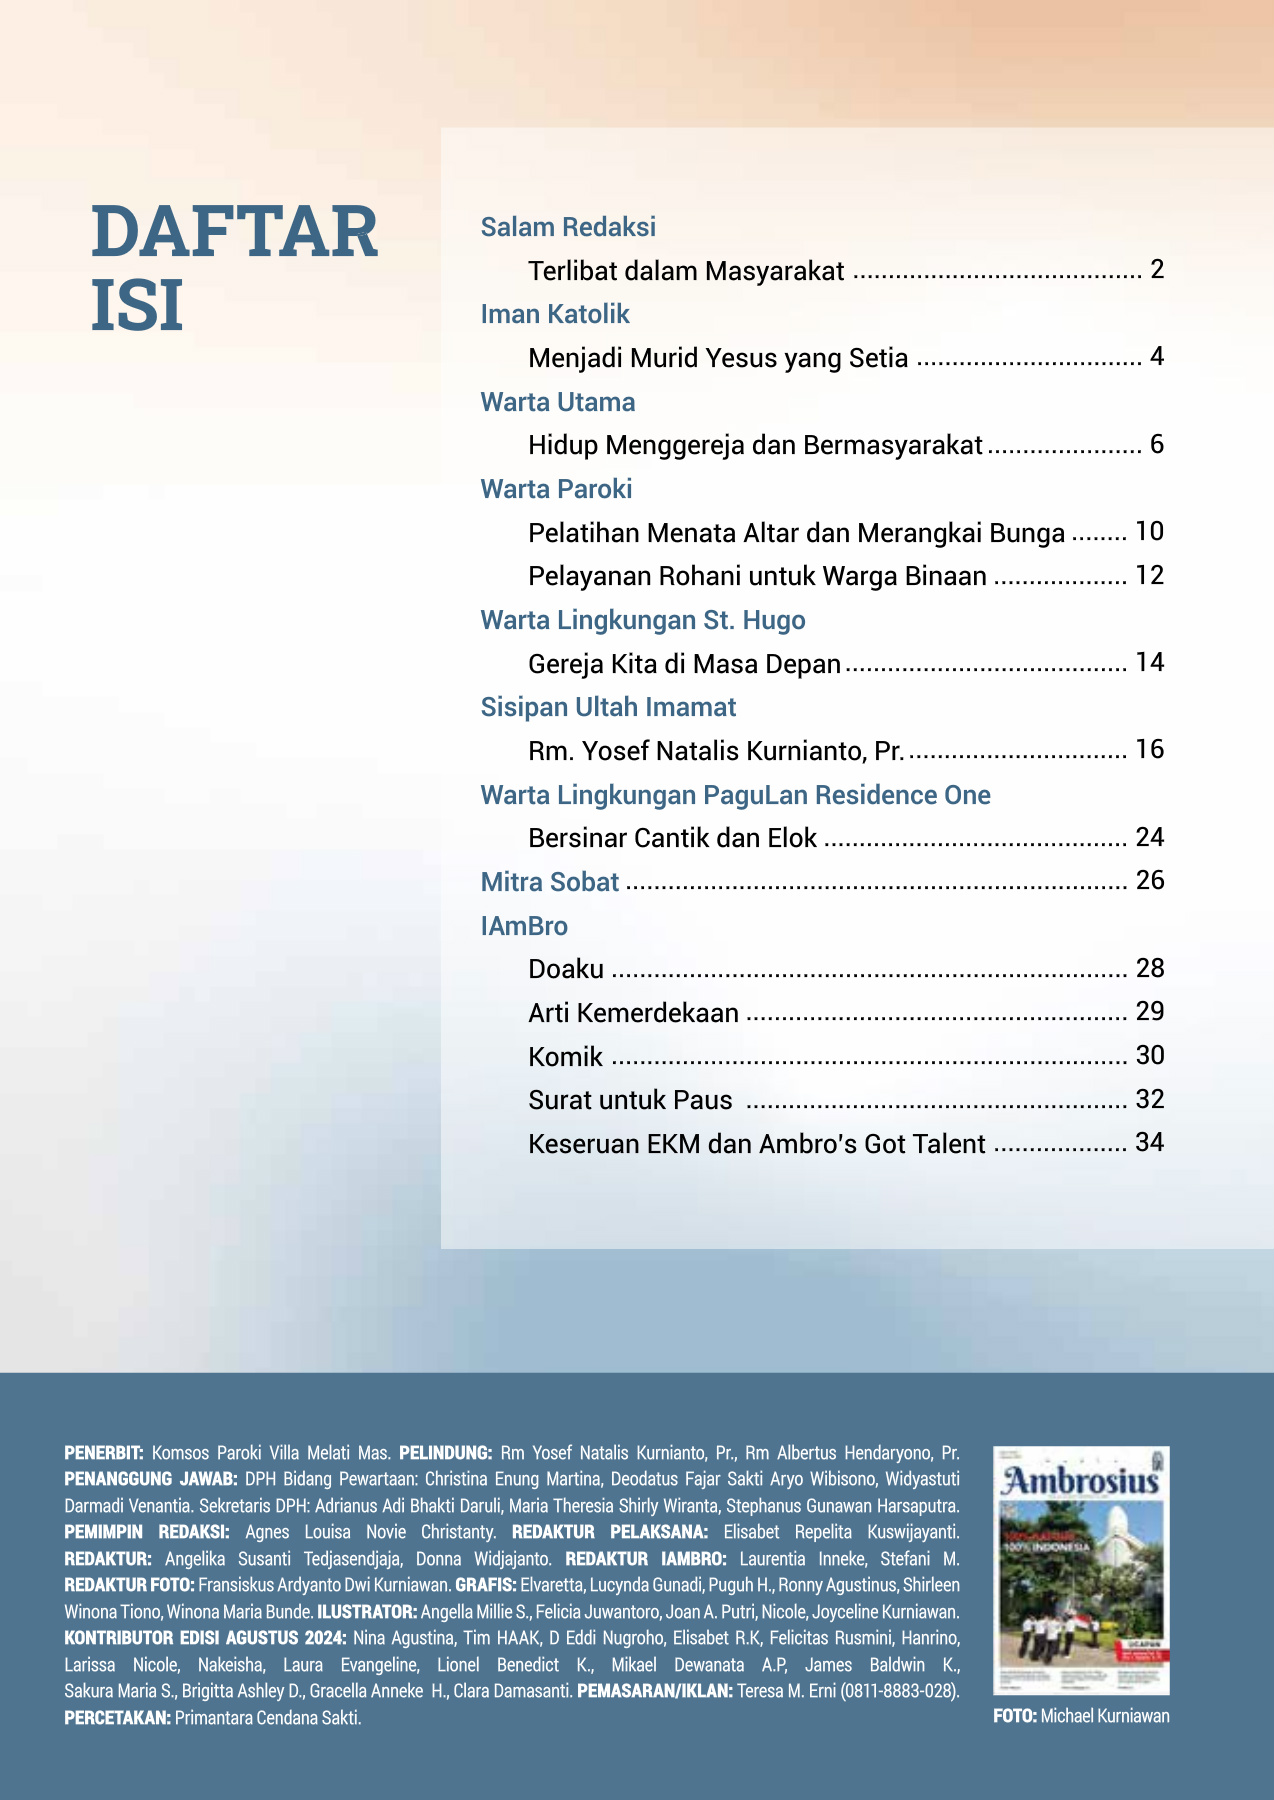 DAFTAR
ISI
Salam Redaksi
Terlibat dalam Masyarakat ......................................... 2
Iman Katolik
Menjadi Murid Yesus yang Setia ................................ 4
Warta Utama
Hidup Menggereja dan Bermasyarakat...................... 6
Warta Paroki
Pelatihan Menata Altar dan Merangkai Bunga ........ 10
Pelayanan Rohani untuk Warga Binaan ................... 12
Warta Lingkungan St. Hugo
Gereja Kita di Masa Depan........................................ 14
Sisipan Ultah Imamat
Rm. Yosef Natalis Kurnianto, Pr............................... 16
Warta Lingkungan PaguLan Residence One
Bersinar Cantik dan Elok ........................................... 24
Mitra Sobat ....................................................................... 26
IAmBro
Doaku ......................................................................... 28
Arti Kemerdekaan ...................................................... 29
Komik ......................................................................... 30
Surat untuk Paus ...................................................... 32
Keseruan EKM dan Ambro's Got Talent ................... 34
PENERBIT: Komsos Paroki Villa Melati Mas. PELINDUNG: Rm Yosef Natalis Kurnianto, Pr., Rm Albertus Hendaryono, Pr.
PENANGGUNG JAWAB: DPH Bidang Pewartaan: Christina Enung Martina, Deodatus Fajar Sakti Aryo Wibisono, Widyastuti
Darmadi Venantia. Sekretaris DPH: Adrianus Adi Bhakti Daruli, Maria Theresia Shirly Wiranta, Stephanus Gunawan Harsaputra.
PEMIMPIN REDAKSI: Agnes Louisa Novie Christanty. REDAKTUR PELAKSANA: Elisabet Repelita Kuswijayanti.
REDAKTUR: Angelika Susanti Tedjasendjaja, Donna Widjajanto. REDAKTUR IAMBRO: Laurentia Inneke, Stefani M.
REDAKTUR FOTO: Fransiskus Ardyanto Dwi Kurniawan. GRAFIS: Elvaretta, Lucynda Gunadi, Puguh H., Ronny Agustinus, Shirleen
Winona Tiono, Winona Maria Bunde. ILUSTRATOR: Angella Millie S., Felicia Juwantoro, Joan A. Putri, Nicole, Joyceline Kurniawan.
KONTRIBUTOR EDISI AGUSTUS 2024: Nina Agustina, Tim HAAK, D Eddi Nugroho, Elisabet R.K, Felicitas Rusmini, Hanrino,
Larissa Nicole, Nakeisha, Laura Evangeline, Lionel Benedict K., Mikael Dewanata A.P, James Baldwin K.,
Sakura Maria S., Brigitta Ashley D., Gracella Anneke H., Clara Damasanti. PEMASARAN/IKLAN: Teresa M. Erni (0811-8883-028).
PERCETAKAN: Primantara Cendana Sakti.
Ambrosius
100% KATOLIK
100% INDONESIA
UCAPAN
FOTO: Michael Kurniawan